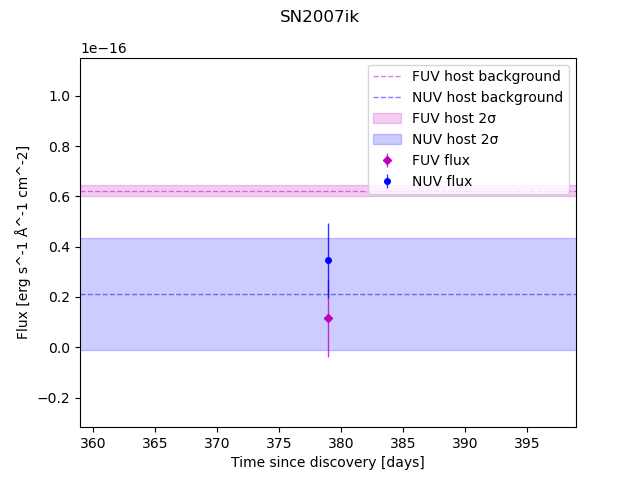 SN2007ik
1e−16
FUV host background
NUV host background
FUV host 2σ
NUV host 2σ
FUV flux
NUV flux
1.0
0.8
0.6
0.4
0.2
0.0
−0.2
Flux [erg s^-1 Å^-1 cm^-2]
360 365 370 375 380 385 390 395
Time since discovery [days]